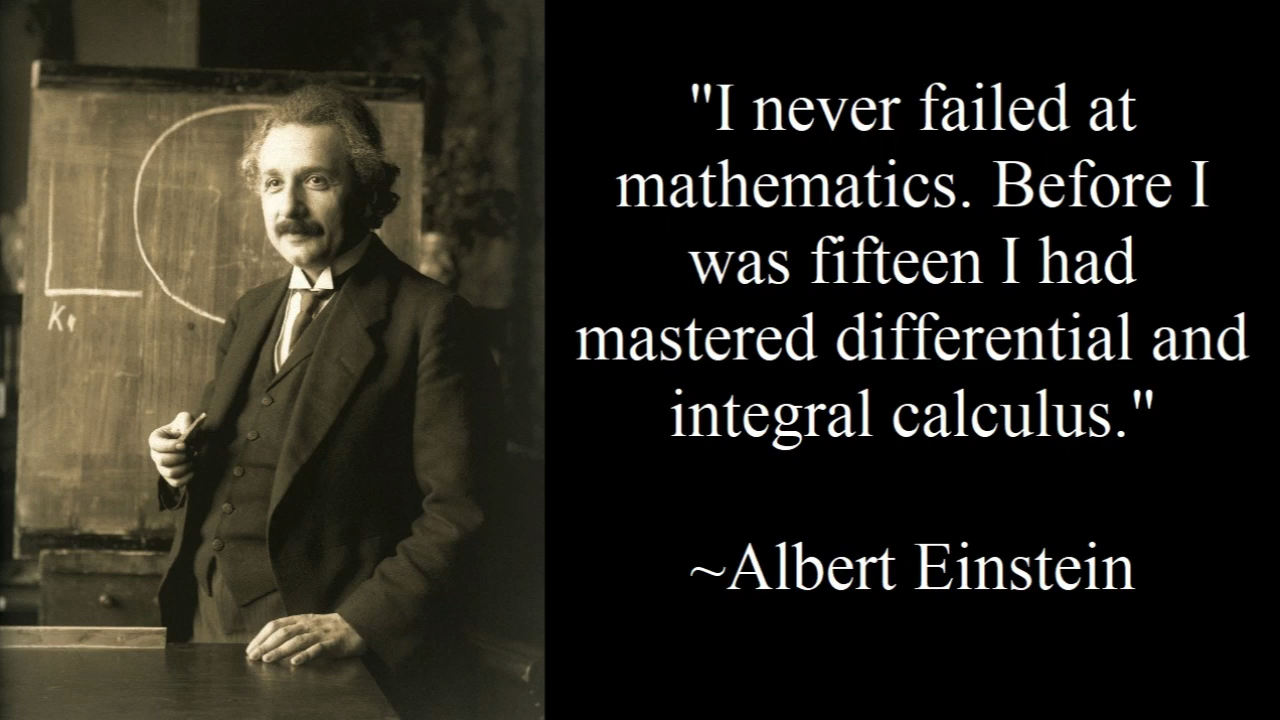 K
"I never failed at
mathematics. Before I
was fifteen I had
mastered differential and
integral calculus."
~Albert Einstein